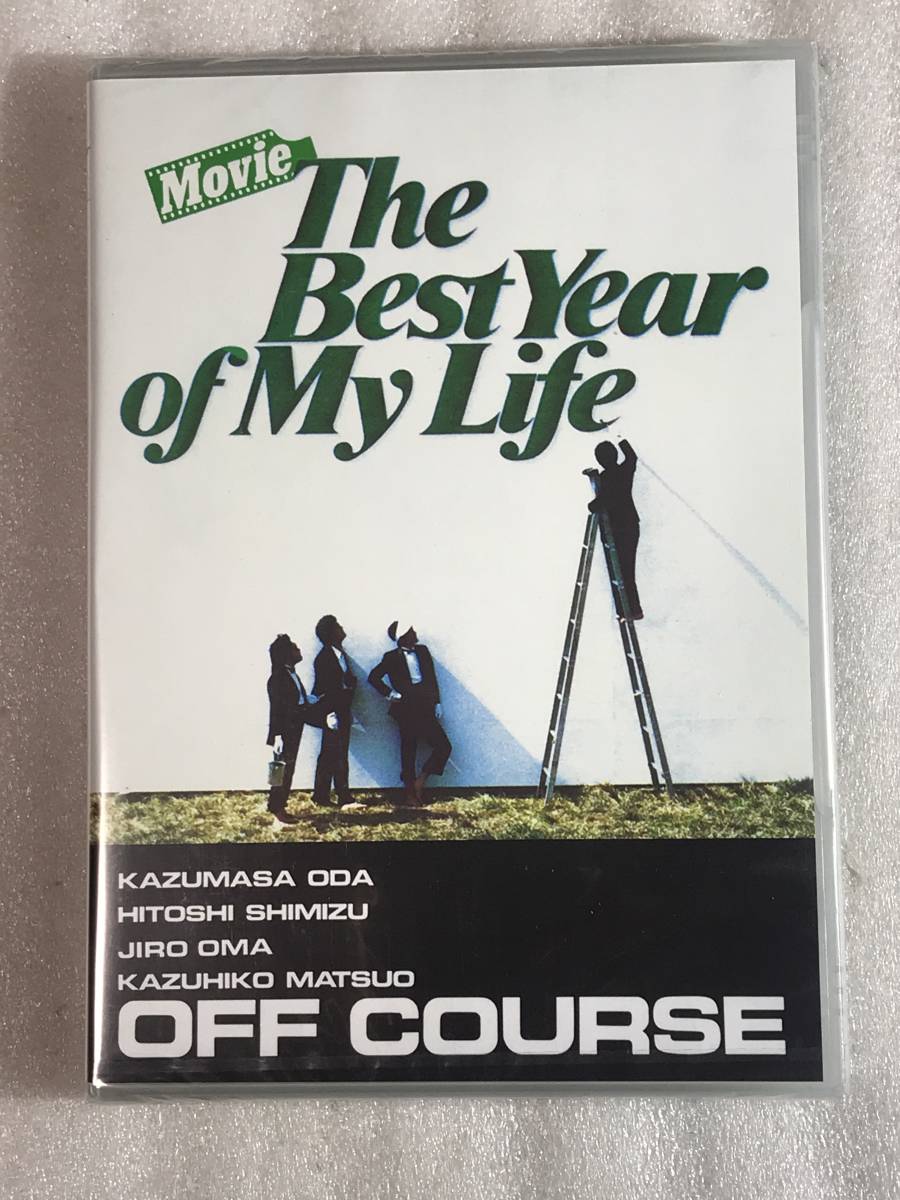 Movie
The
Best Year
of My Life
KAZUMASA ODA
HITOSHI SHIMIZU
JIRO OMA
KAZUHIKO MATSUO
OFF COURSE